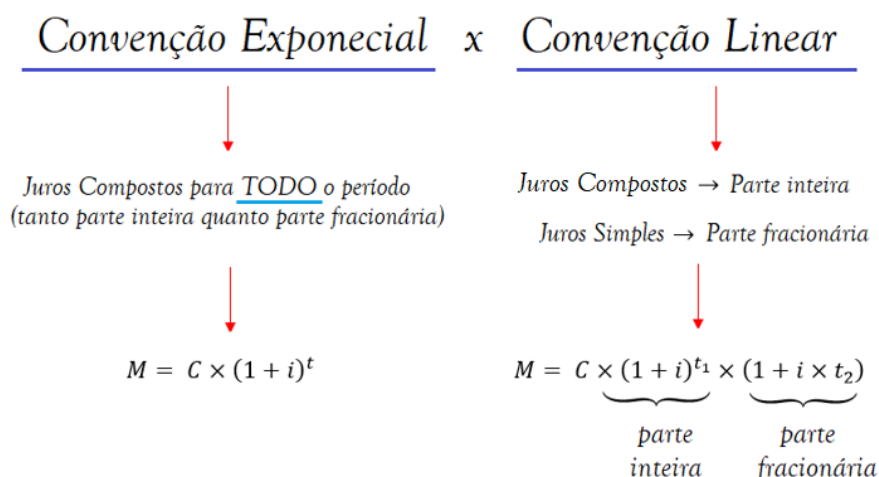 Convenção Exponecial x Convenção Linear
Juros Compostos para TODO o período
(tanto parte inteira quanto parte fracionária)
M = C × (1 + i)^t
Juros Compostos → Parte inteira
Juros Simples → Parte fracionária
M = C × (1 + i)^t₁ × (1 + i × t₂)
parte
inteira
parte
fracionária